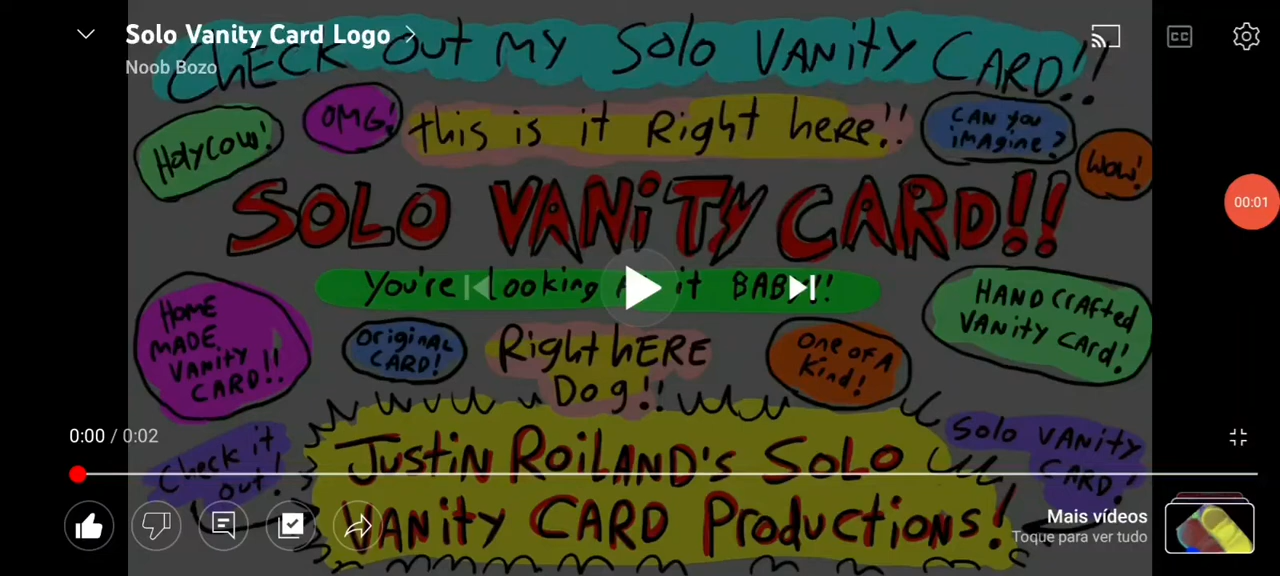 Solo Vanity Card Logo
Noob Bozo
CHECK OUT MY SOLO VANITY CARD!!
HOLY COW!
OMG!
this is it Right here!!
CAN you iMAgiNE?
WOW!
SOLO VANiTy CARD!!
You're looking it BABy!!
HOME
MADE
VANiTy
CARD!!
ORiGiNAL
CARD!
Right hERE
Dog!!
ONE OF A
Kind!
HAND CRAfted
VANiTy CARd!
0:00 / 0:02
Check it
out!
JUSTiN ROiLAND's SOLO
VANity CARD Productions!
Solo VANiTy
CARD!
00:01
CC
Mais vídeos
Toque para ver tudo